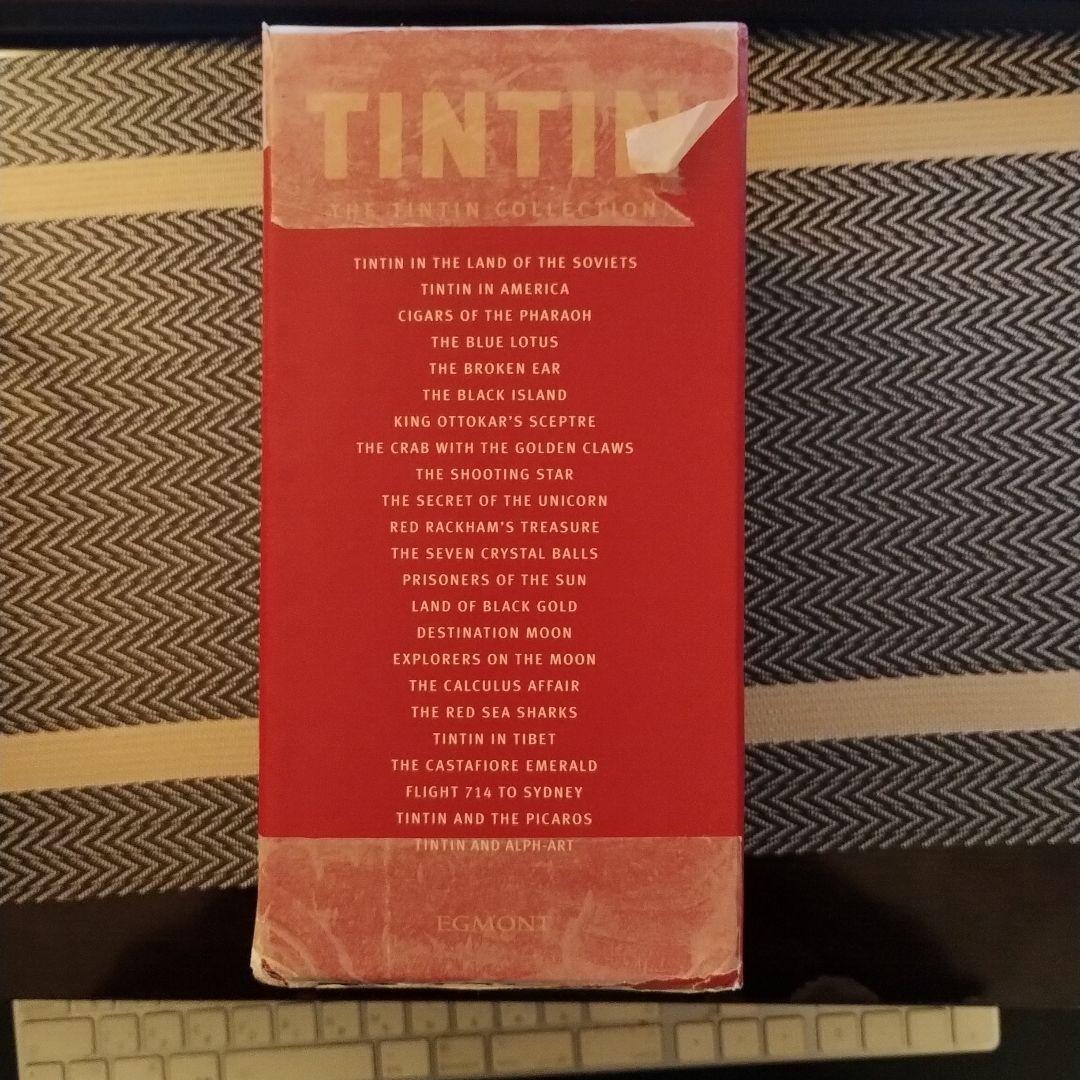 TINTIN
THE TINTIN COLLECTION
TINTIN IN THE LAND OF THE SOVIETS
TINTIN IN AMERICA
CIGARS OF THE PHARAOH
THE BLUE LOTUS
THE BROKEN EAR
THE BLACK ISLAND
KING OTTOKAR'S SCEPTRE
THE CRAB WITH THE GOLDEN CLAWS
THE SHOOTING STAR
THE SECRET OF THE UNICORN
RED RACKHAM'S TREASURE
THE SEVEN CRYSTAL BALLS
PRISONERS OF THE SUN
LAND OF BLACK GOLD
DESTINATION MOON
EXPLORERS ON THE MOON
THE CALCULUS AFFAIR
THE RED SEA SHARKS
TINTIN IN TIBET
THE CASTAFIORE EMERALD
FLIGHT 714 TO SYDNEY
TINTIN AND THE PICAROS
TINTIN AND ALPH-ART
EGMONT